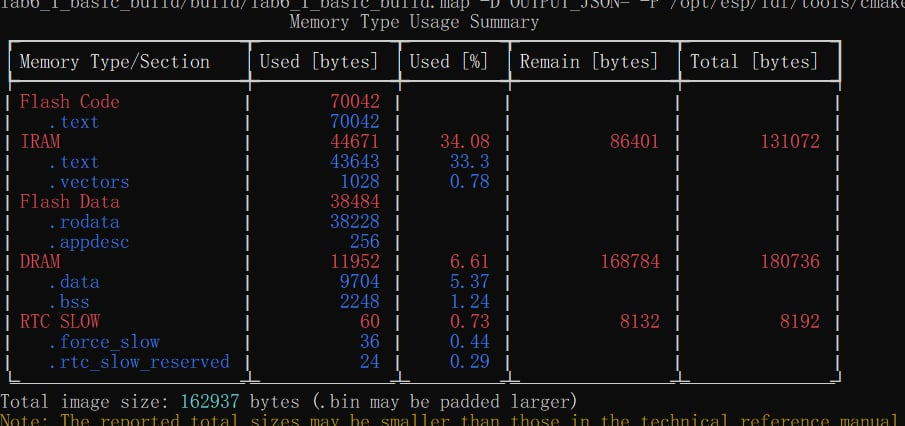 lab6_1_basic_build/build/lab6_1_basic_build.map -D OUTPUT_JSON= -P /opt/esp/idf/tools/cmake
Memory Type Usage Summary
Memory Type/Section Used [bytes] Used [%] Remain [bytes] Total [bytes]
Flash Code 70042
.text 70042
IRAM 44671 34.08 86401 131072
.text 43643 33.3
.vectors 1028 0.78
Flash Data 38484
.rodata 38228
.appdesc 256
DRAM 11952 6.61 168784 180736
.data 9704 5.37
.bss 2248 1.24
RTC SLOW 60 0.73 8132 8192
.force_slow 36 0.44
.rtc_slow_reserved 24 0.29
Total image size: 162937 bytes (.bin may be padded larger)
Note: The reported total sizes may be smaller than those in the technical reference manual